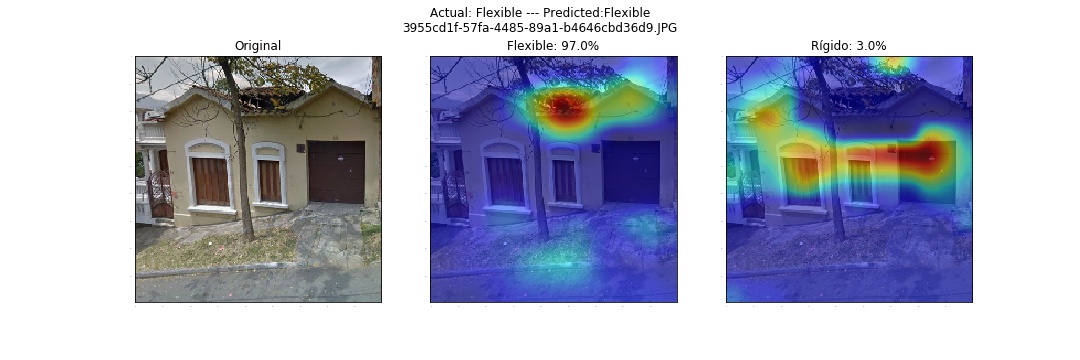 Actual: Flexible --- Predicted:Flexible
3955cd1f-57fa-4485-89a1-b4646cbd36d9.JPG
Original
Flexible: 97.0%
Rígido: 3.0%